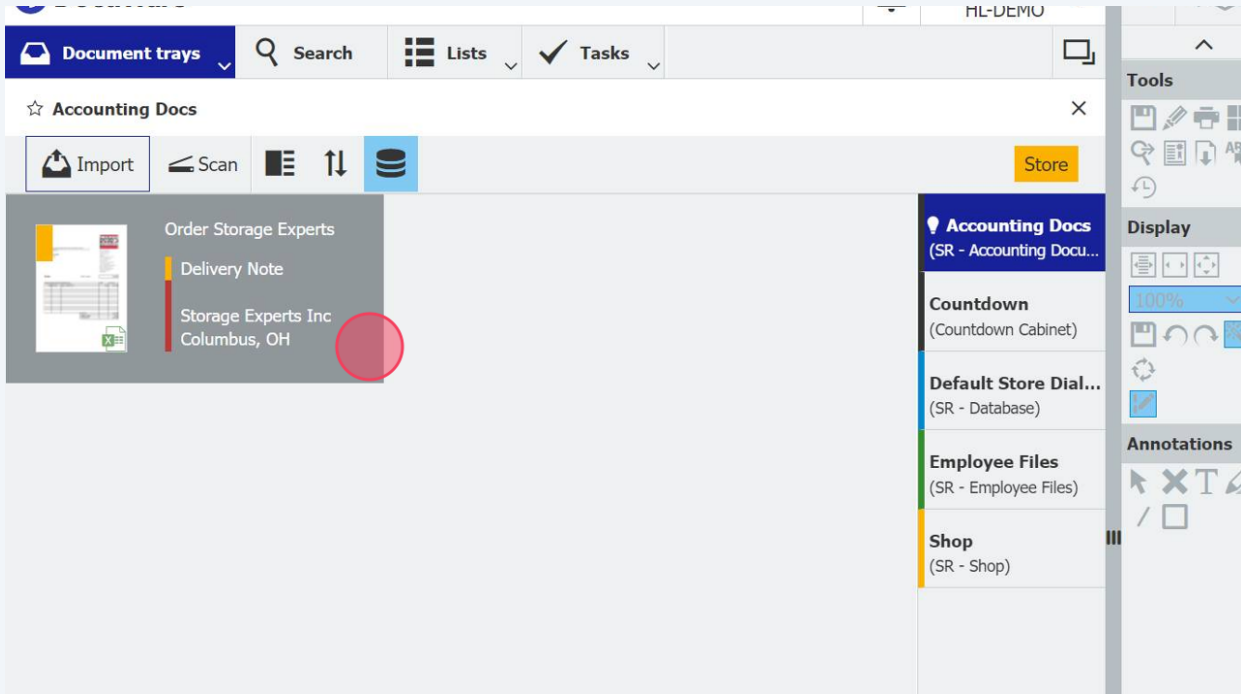 HL-DEMO
Document trays
Search
Lists
Tasks
Accounting Docs
Import
Scan
Store
Order Storage Experts
Delivery Note
Storage Experts Inc
Columbus, OH
Accounting Docs
(SR - Accounting Docu...
Countdown
(Countdown Cabinet)
Default Store Dial...
(SR - Database)
Employee Files
(SR - Employee Files)
Shop
(SR - Shop)
Tools
Display
100%
Annotations